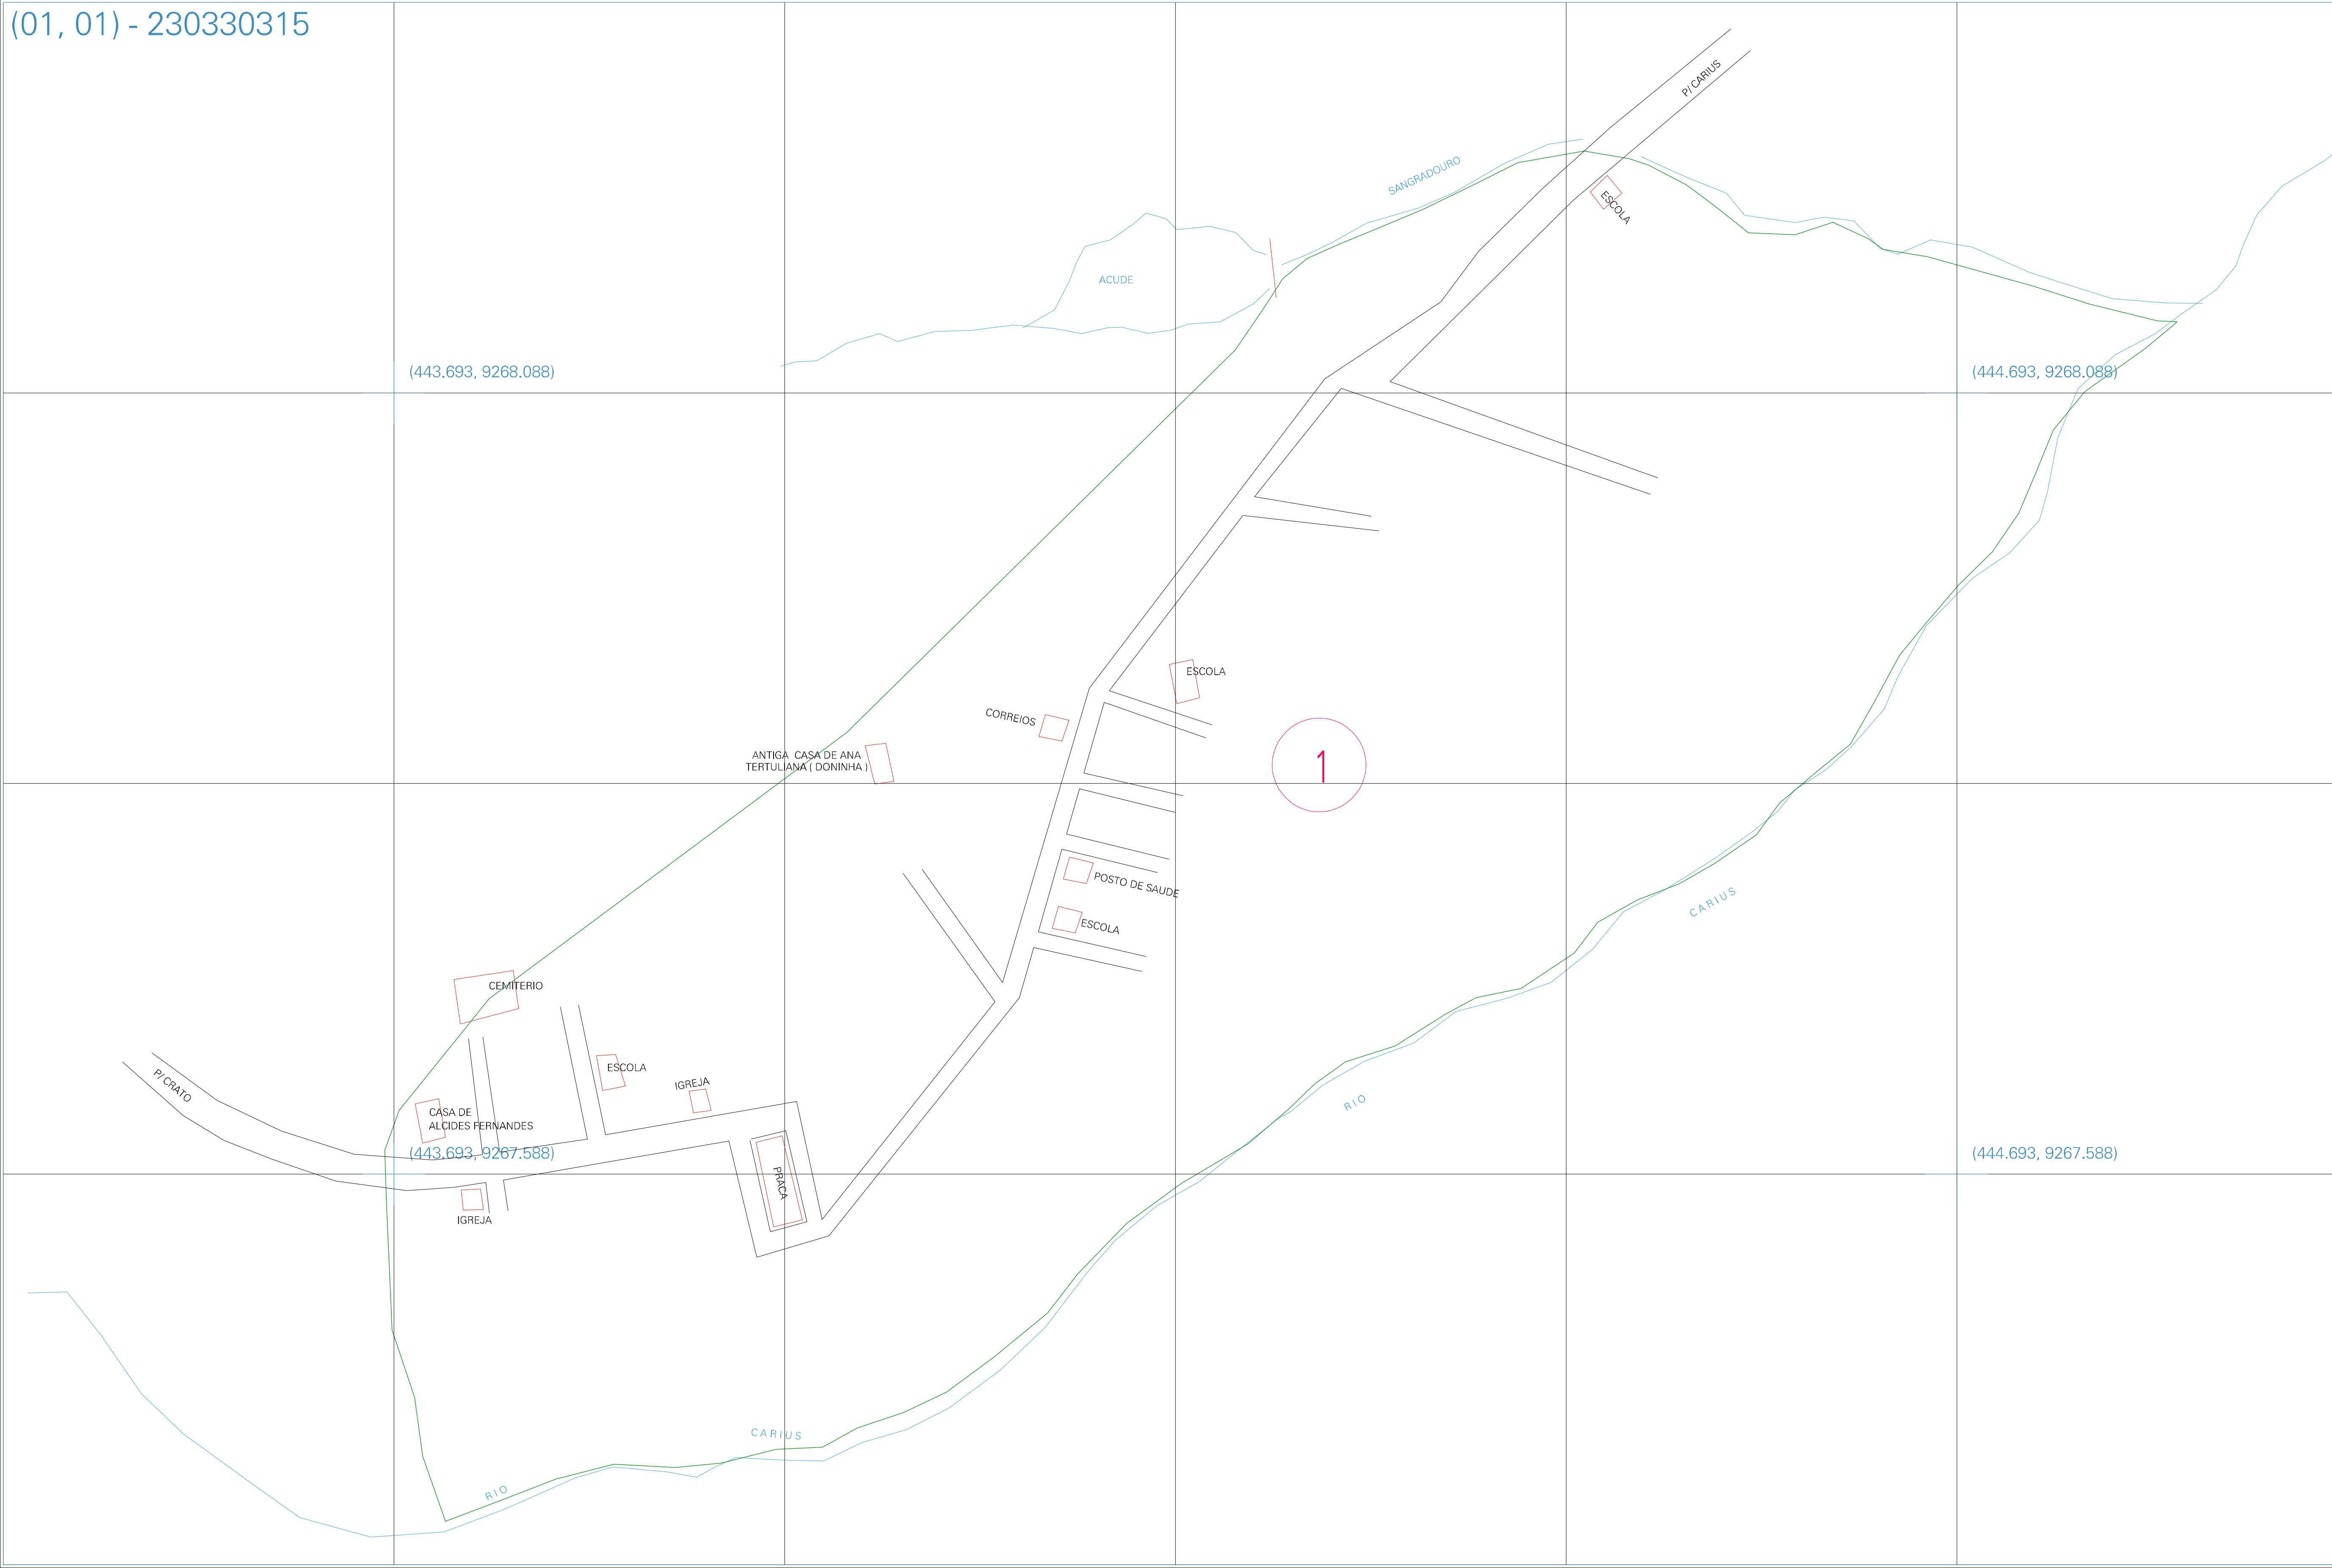 (01, 01) - 230330315
P/ CARIUS
SANGRADOURO
ESCOLA
ACUDE
(443.693, 9268.088)
(444.693, 9268.088)
ESCOLA
CORREIOS
ANTIGA CASA DE ANA
TERTULIANA ( DONINHA )
1
POSTO DE SAUDE
ESCOLA
CARIUS
CEMITERIO
ESCOLA
IGREJA
P/ CRATO
CASA DE
ALCIDES FERNANDES
RIO
(443.693, 9267.588)
(444.693, 9267.588)
PRACA
IGREJA
CARIUS
RIO